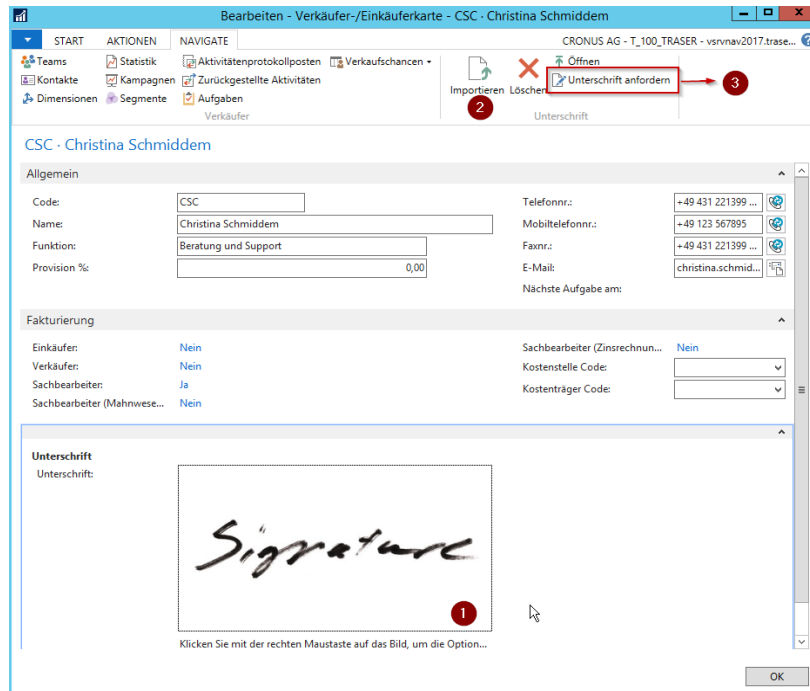 Bearbeiten - Verkäufer-/Einkäuferkarte - CSC · Christina Schmiddem
START AKTIONEN NAVIGATE CRONUS AG - T_100_TRASER - vsrvnav2017.trase...
Teams Statistik Aktivitätenprotokollposten Verkaufschancen Öffnen
Kontakte Kampagnen Zurückgestellte Aktivitäten Importieren Löschen Unterschrift anfordern 3
Dimensionen Segmente Aufgaben 2
Verkäufer Unterschrift
CSC · Christina Schmiddem
Allgemein
Code: CSC Telefonnr.: +49 431 221399 ...
Name: Christina Schmiddem Mobiltelefonnr.: +49 123 567895
Funktion: Beratung und Support Faxnr.: +49 431 221399 ...
Provision %: 0,00 E-Mail: christina.schmid...
Nächste Aufgabe am:
Fakturierung
Einkäufer: Nein Sachbearbeiter (Zinsrechnun... Nein
Verkäufer: Nein Kostenstelle Code:
Sachbearbeiter: Ja Kostenträger Code:
Sachbearbeiter (Mahnwese... Nein
Unterschrift
Unterschrift:
Signature
1
Klicken Sie mit der rechten Maustaste auf das Bild, um die Option...
OK